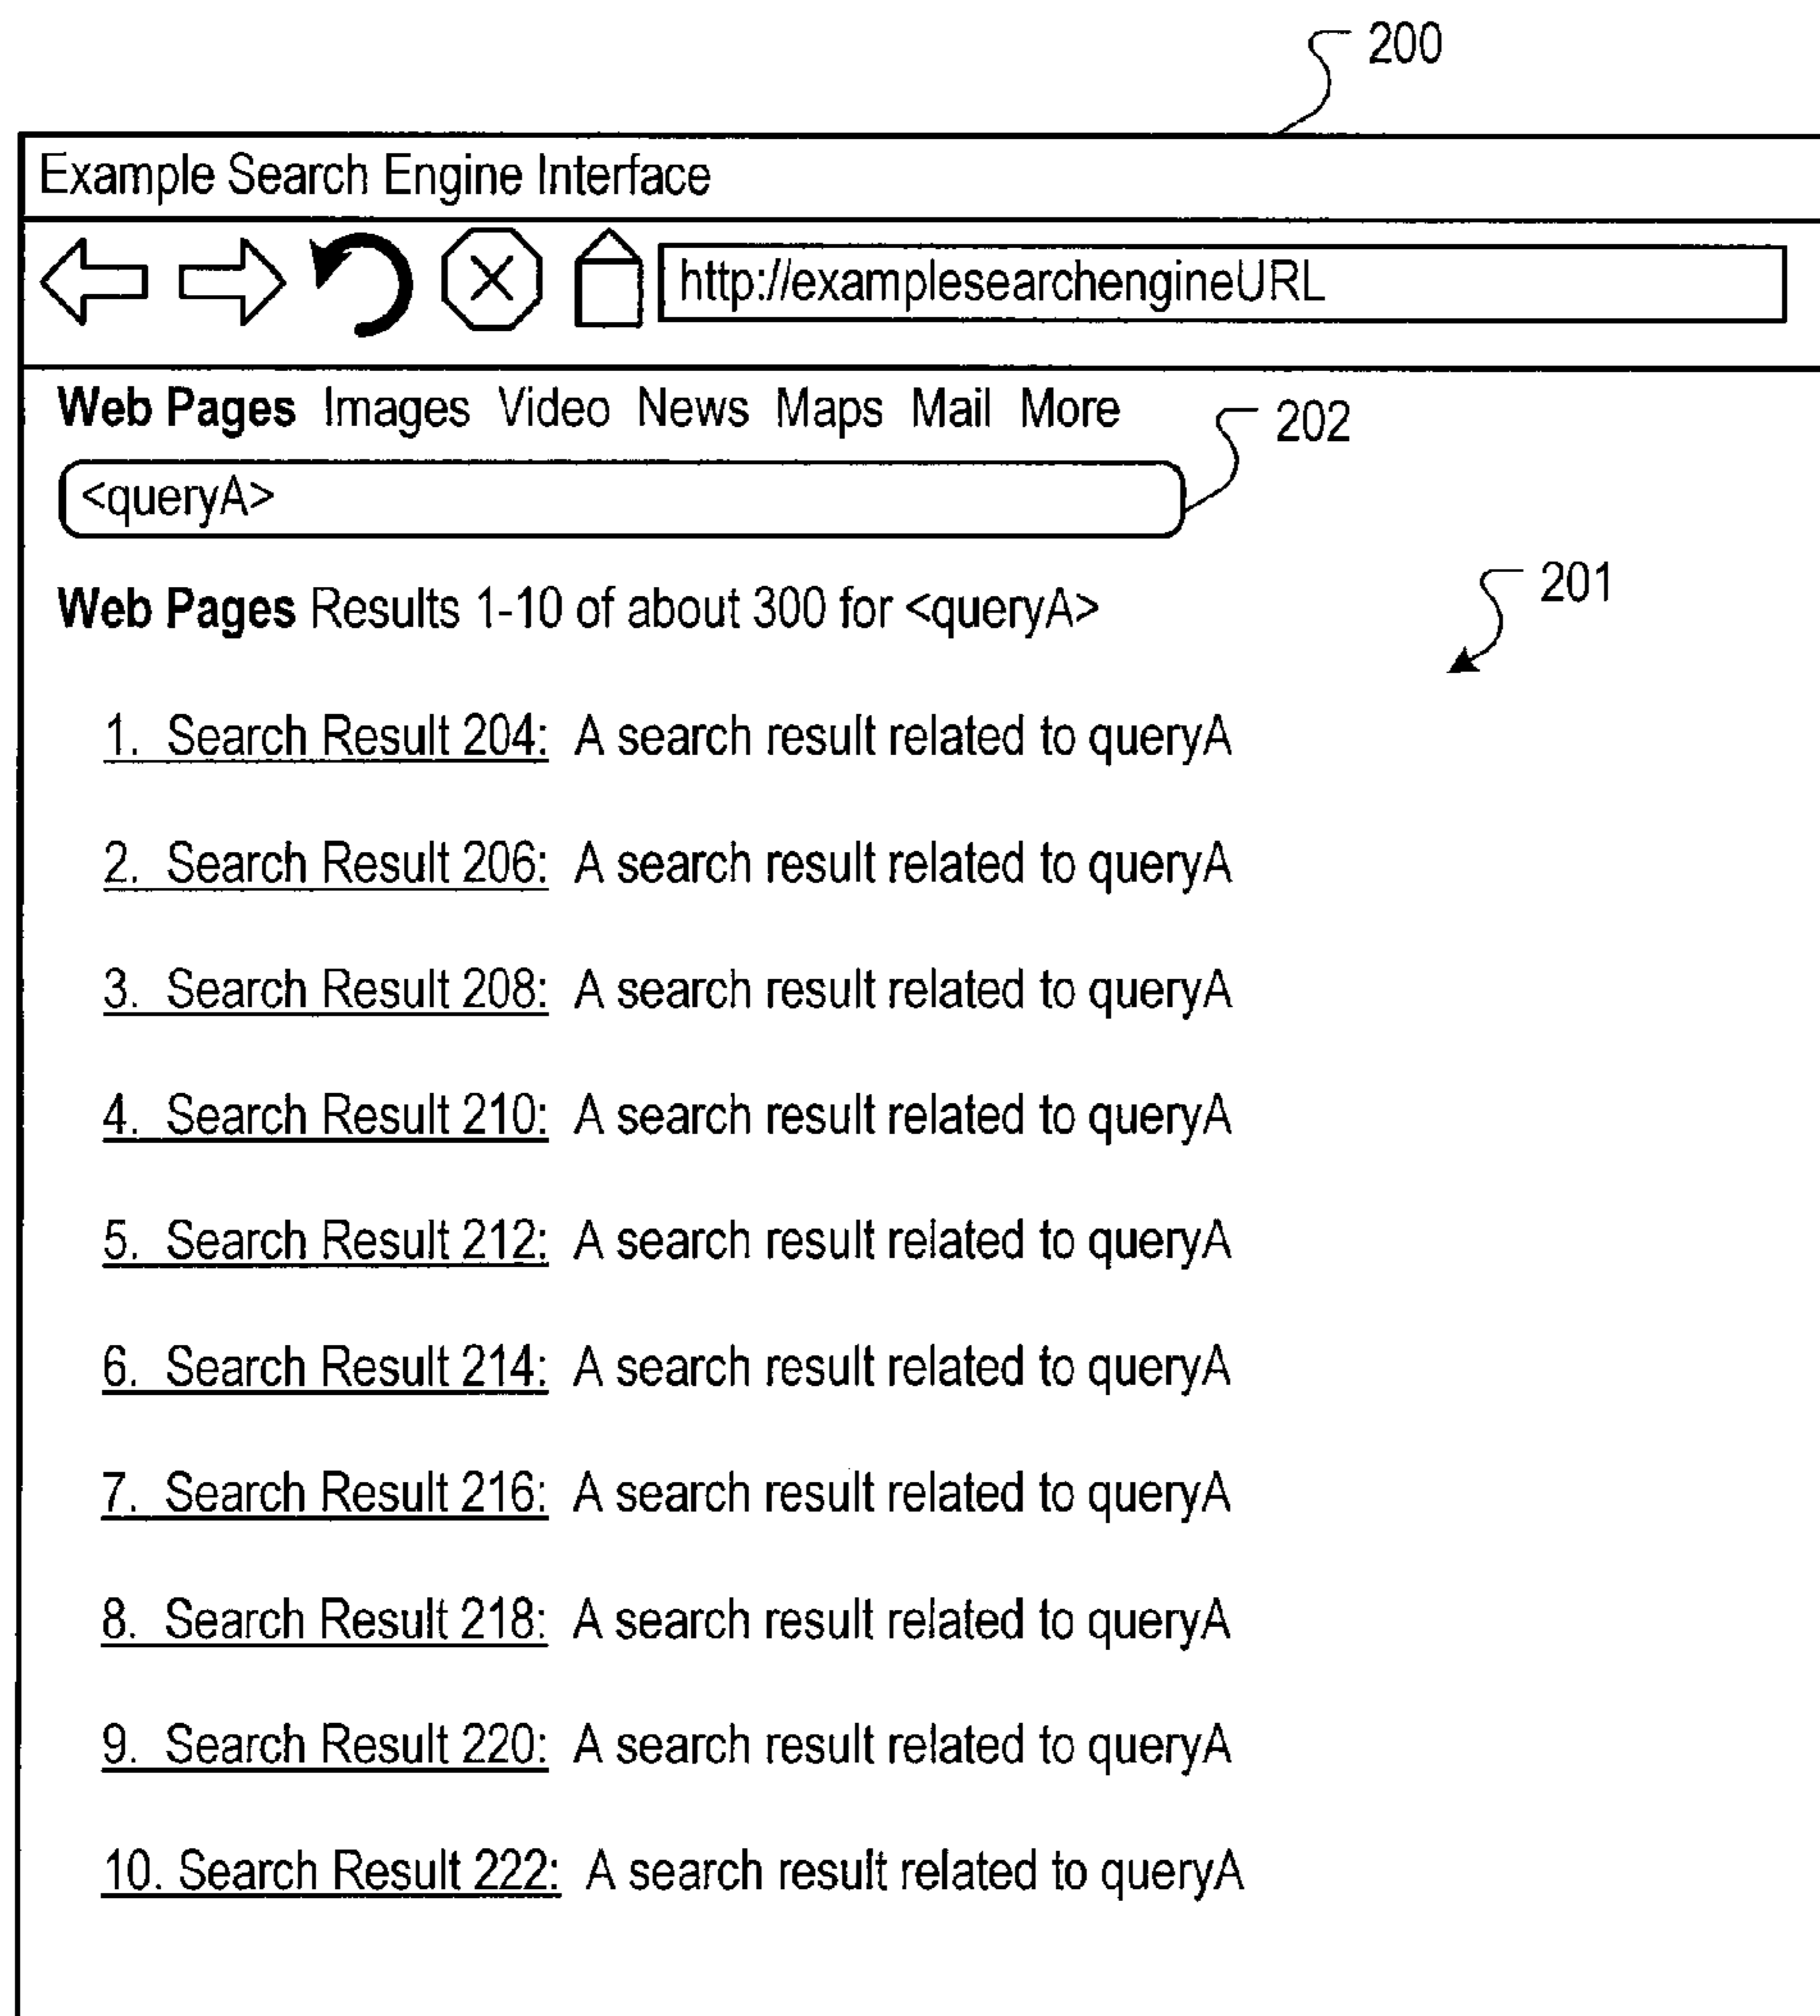 200
Example Search Engine Interface
http://examplesearchengineURL
Web Pages Images Video News Maps Mail More
202
<queryA>
201
Web Pages Results 1-10 of about 300 for <queryA>
1. Search Result 204: A search result related to queryA
2. Search Result 206: A search result related to queryA
3. Search Result 208: A search result related to queryA
4. Search Result 210: A search result related to queryA
5. Search Result 212: A search result related to queryA
6. Search Result 214: A search result related to queryA
7. Search Result 216: A search result related to queryA
8. Search Result 218: A search result related to queryA
9. Search Result 220: A search result related to queryA
10. Search Result 222: A search result related to queryA